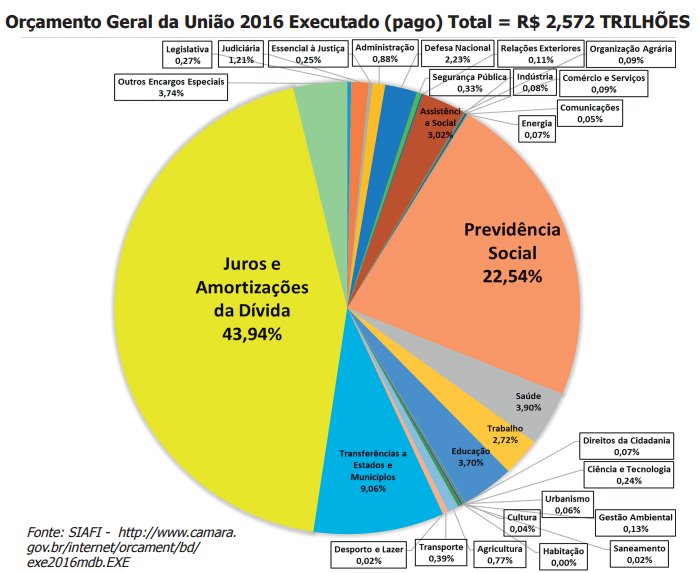 Orçamento Geral da União 2016 Executado (pago) Total = R$ 2,572 TRILHÕES
Legislativa
0,27%
Judiciária
1,21%
Essencial à Justiça
0,25%
Administração
0,88%
Defesa Nacional
2,23%
Relações Exteriores
0,11%
Organização Agrária
0,09%
Outros Encargos Especiais
3,74%
Segurança Pública
0,33%
Indústria
0,08%
Comércio e Serviços
0,09%
Comunicações
0,05%
Energia
0,07%
Assistênci
a Social
3,02%
Previdência
Social
22,54%
Juros e
Amortizações
da Dívida
43,94%
Saúde
3,90%
Trabalho
2,72%
Educação
3,70%
Transferências a
Estados e
Municípios
9,06%
Direitos da Cidadania
0,07%
Ciência e Tecnologia
0,24%
Urbanismo
0,06%
Gestão Ambiental
0,13%
Cultura
0,04%
Habitação
0,00%
Saneamento
0,02%
Desporto e Lazer
0,02%
Transporte
0,39%
Agricultura
0,77%
Fonte: SIAFI - http://www.camara.
gov.br/internet/orcament/bd/
exe2016mdb.EXE